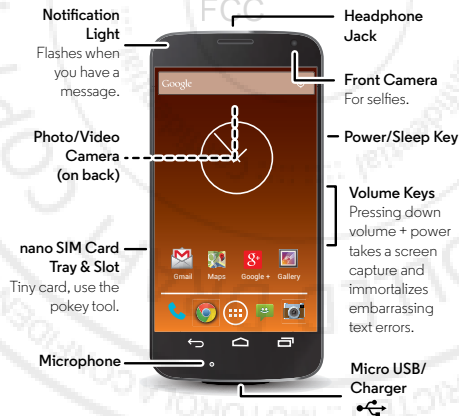 FCC
Notification
Light
Flashes when
you have a
message.
Headphone
Jack
Front Camera
For selfies.
Google
Photo/Video
Camera
(on back)
Power/Sleep Key
Volume Keys
Pressing down
volume + power
takes a screen
capture and
immortalizes
embarrassing
text errors.
nano SIM Card
Tray & Slot
Tiny card, use the
pokey tool.
Gmail Maps Google + Gallery
Microphone
Micro USB/
Charger